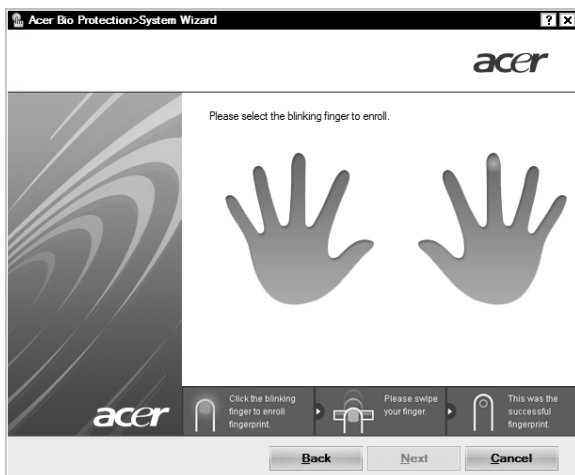 Acer Bio Protection>System Wizard
acer
Please select the blinking finger to enroll.
acer
Click the blinking
finger to enroll
fingerprint.
Please swipe
your finger.
This was the
successful
fingerprint.
Back
Next
Cancel